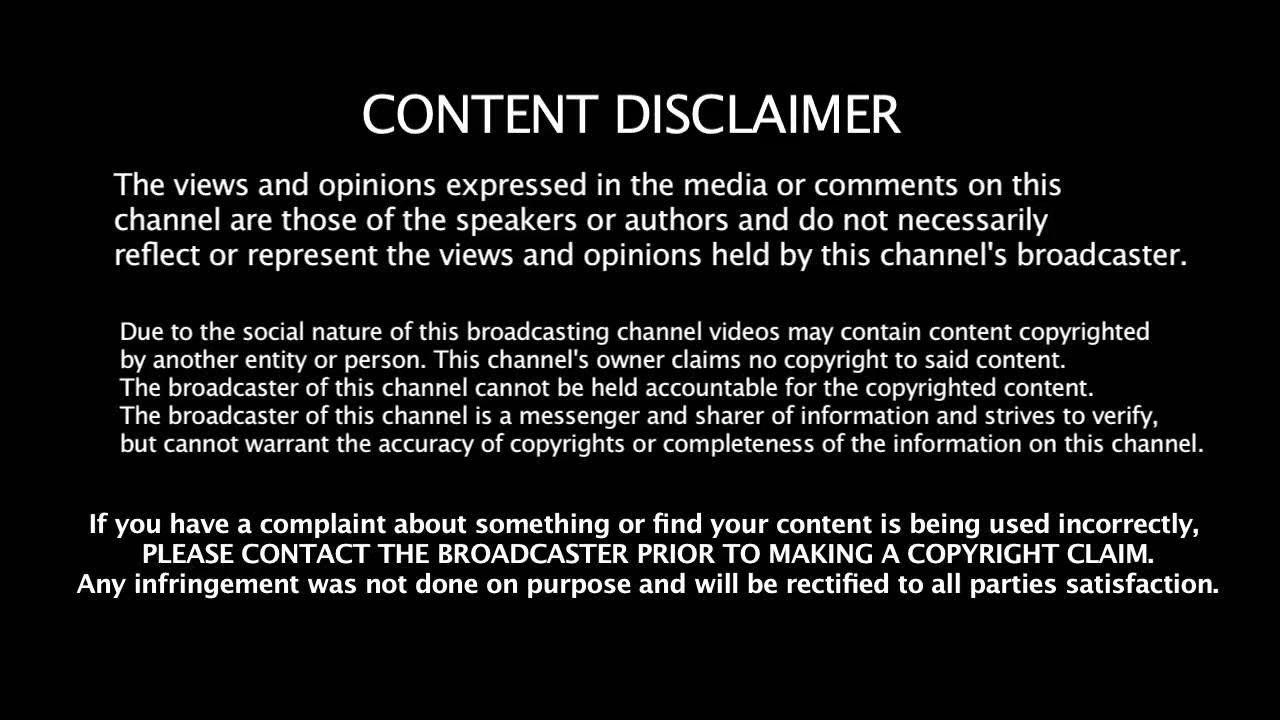 CONTENT DISCLAIMER
The views and opinions expressed in the media or comments on this
channel are those of the speakers or authors and do not necessarily
reflect or represent the views and opinions held by this channel's broadcaster.
Due to the social nature of this broadcasting channel videos may contain content copyrighted
by another entity or person. This channel's owner claims no copyright to said content.
The broadcaster of this channel cannot be held accountable for the copyrighted content.
The broadcaster of this channel is a messenger and sharer of information and strives to verify,
but cannot warrant the accuracy of copyrights or completeness of the information on this channel.
If you have a complaint about something or find your content is being used incorrectly,
PLEASE CONTACT THE BROADCASTER PRIOR TO MAKING A COPYRIGHT CLAIM.
Any infringement was not done on purpose and will be rectified to all parties satisfaction.